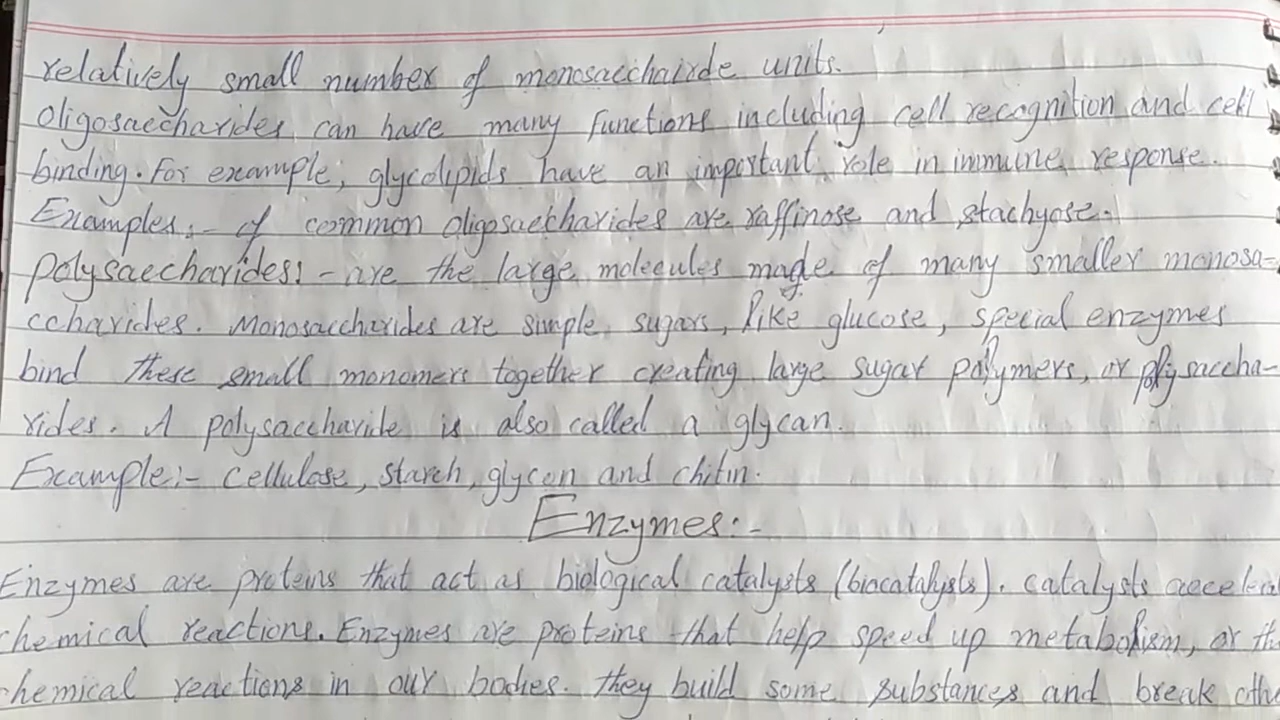 relatively small number of monosacchairde units.
oligosaccharides can have many functions including cell recognition and cell
binding. For example, glycolipids have an important role in immune response.
Examples:- of common oligosaccharides are raffinose and stachyose.
polysaccharides:- are the large molecules made of many smaller monosa-
ccharides. Monosaccharides are simple sugars, like glucose, special enzymes
bind these small monomers together creating large sugar polymers, or polysaccha-
rides. A polysaccharide is also called a glycan.
Example:- cellulose, starch, glycen and chitin.
Enzymes:-
Enzymes are proteins that act as biological catalysts (biocatalysts). catalysts accelera
chemical reactions. Enzymes are proteins that help speed up metabolism, or th
chemical reactions in our bodies. they build some substances and break othe